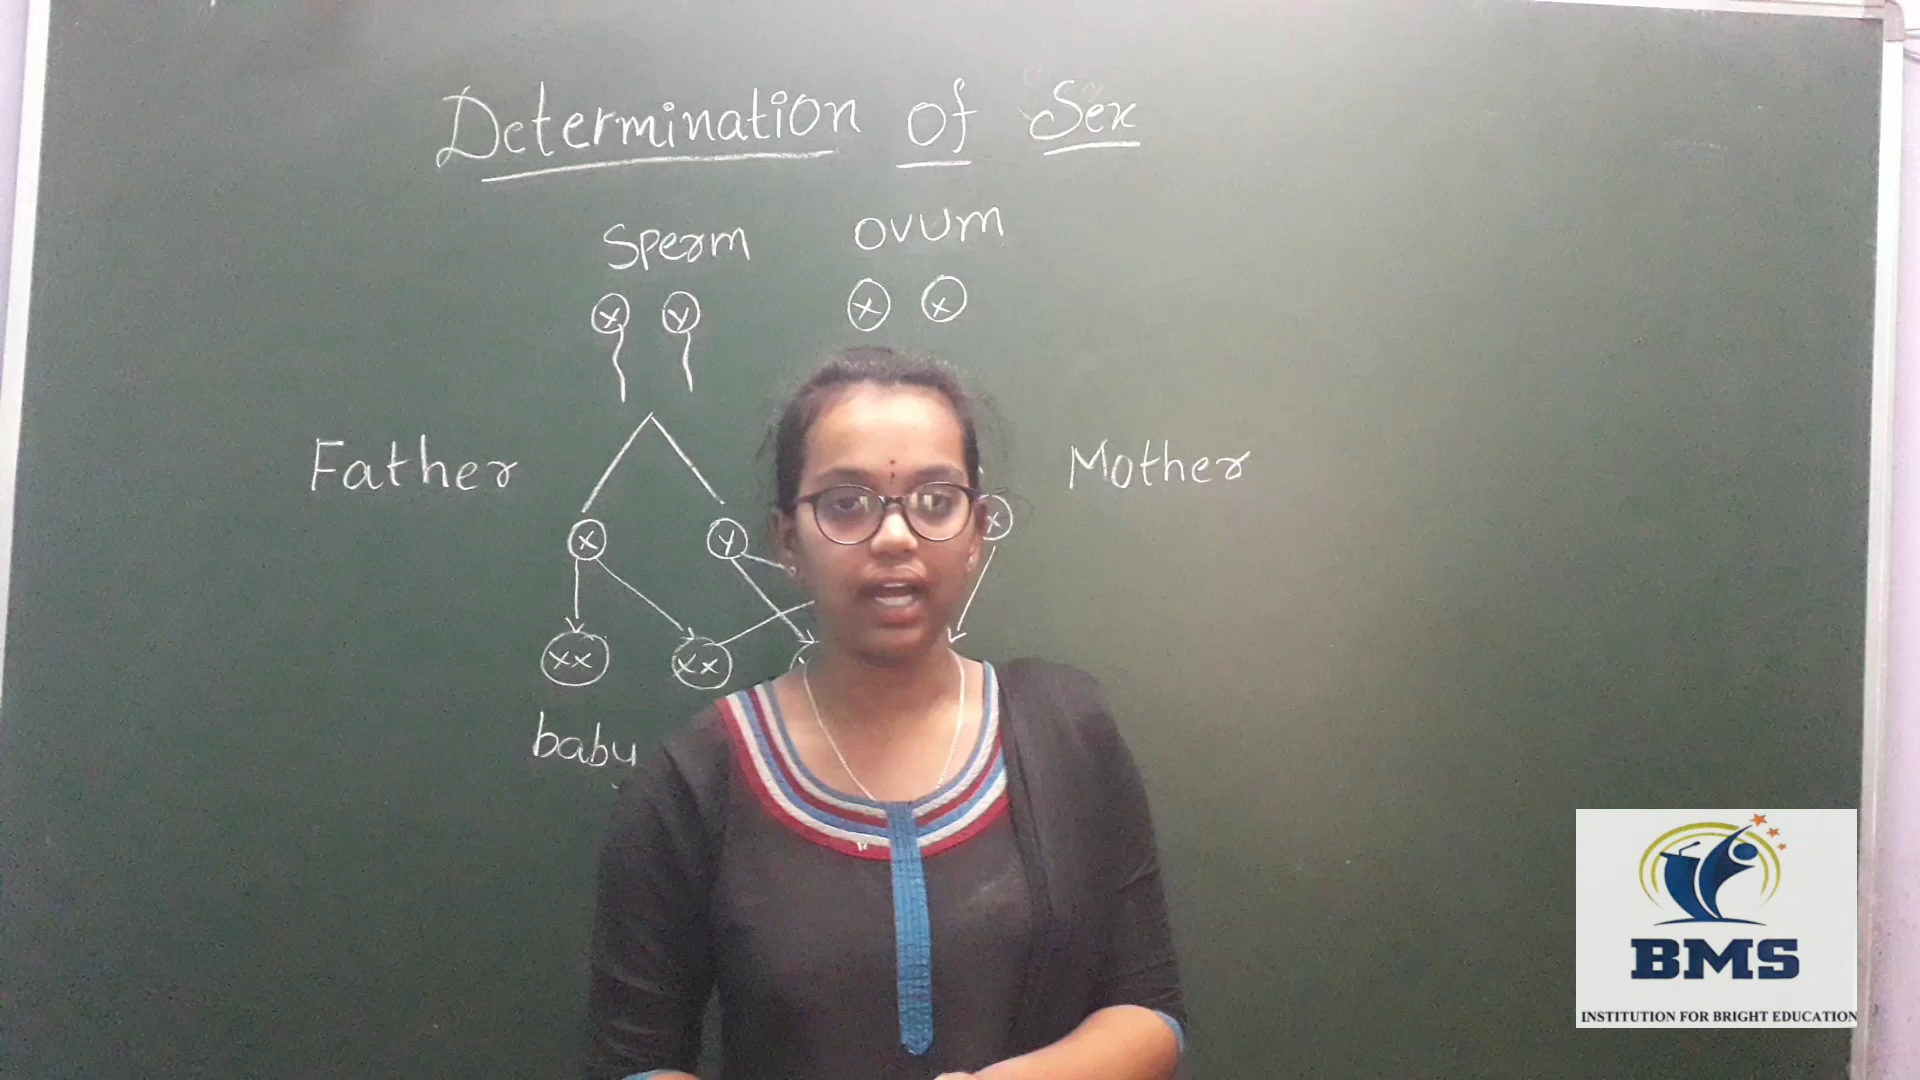 Determination of Sex
Sperm ovum
x y x x
Father Mother
x y x
xx xx
baby
BMS
INSTITUTION FOR BRIGHT EDUCATION